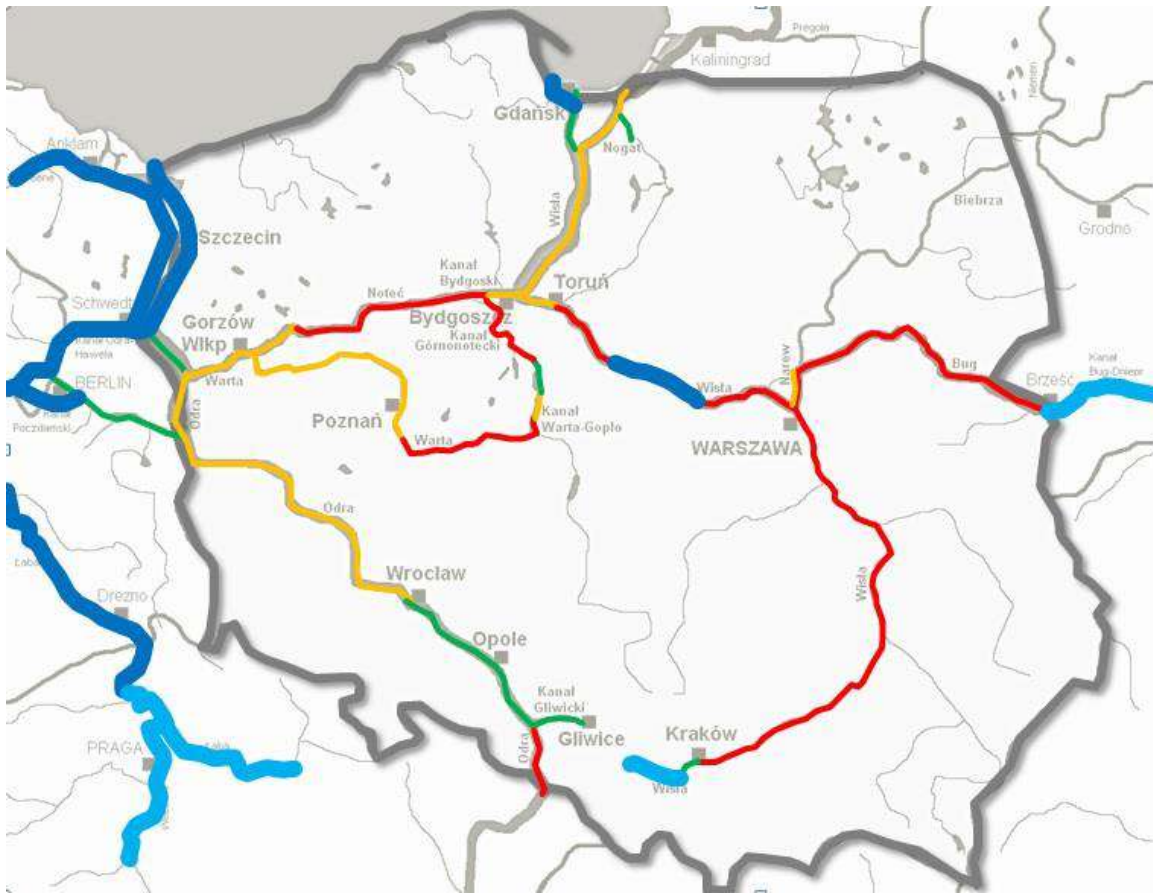 Pregoła
Kaliningrad
Niemen
Gdańsk
Anklam
Nogat
Wisła
Biebrza
Grodno
Szczecin
Kanał
Bydgoski
Toruń
Schwedt
Noteć
Bydgoszcz
Gorzów
Wlkp
Kanał Odra-
Hawela
Kanał
Górnonotecki
Narew
Bug
Kanał
Bug-Dniepr
BERLIN
Warta
Wisła
Brześć
Kanał
Poczdamski
Odra
Poznań
Kanał
Warta-Gopło
Warta
WARSZAWA
Odra
Łaba
Wrocław
Wisła
Drezno
Opole
Kanał
Gliwicki
Gliwice
Kraków
PRAGA
Łaba
Odra
Wisła